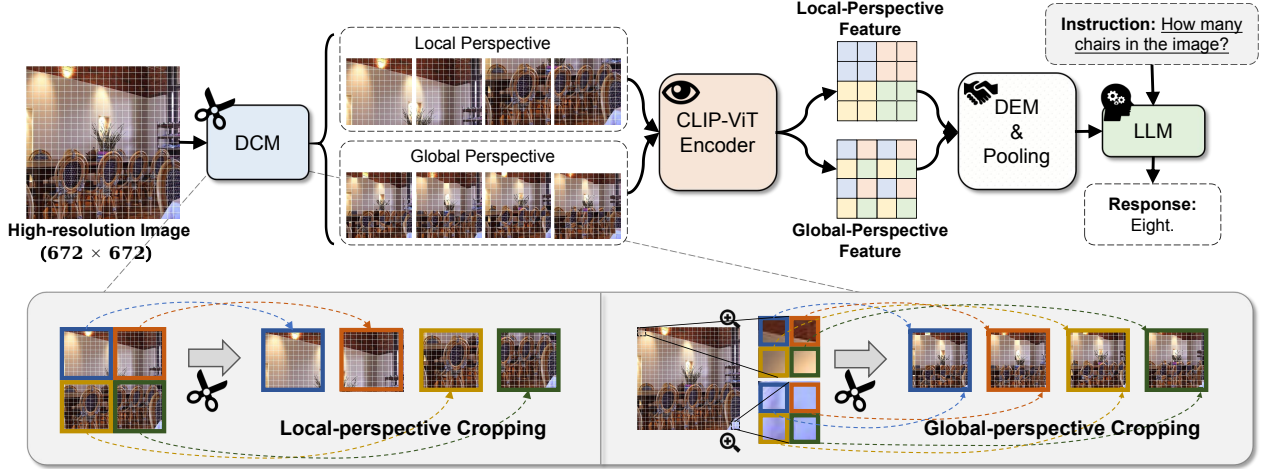 High-resolution Image
(672 × 672)
DCM
Local Perspective
Global Perspective
CLIP-ViT
Encoder
Local-Perspective
Feature
Global-Perspective
Feature
DEM
&
Pooling
Instruction: How many
chairs in the image?
LLM
Response:
Eight.
Local-perspective Cropping
Global-perspective Cropping